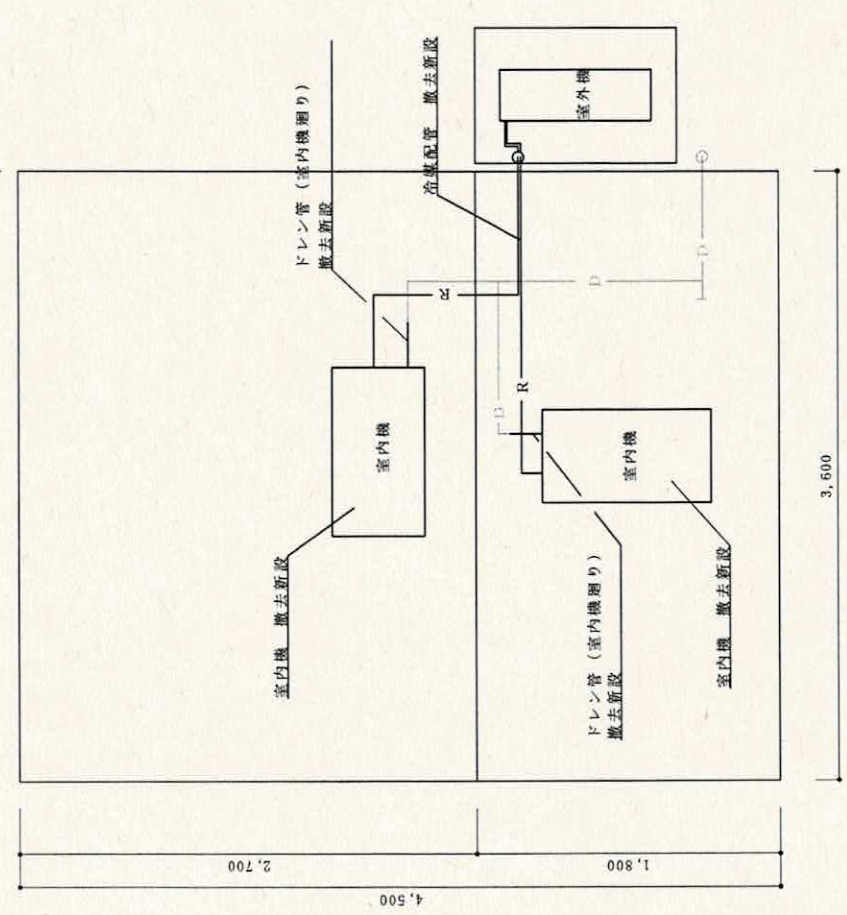 ドレン管(室内機廻り)
撤去新設
冷媒配管 撤去新設
室外機
R
D
D
R
D
室内機
室内機
室内機 撤去新設
ドレン管(室内機廻り)
撤去新設
室内機 撤去新設
3,600
2,700
1,800
4,500